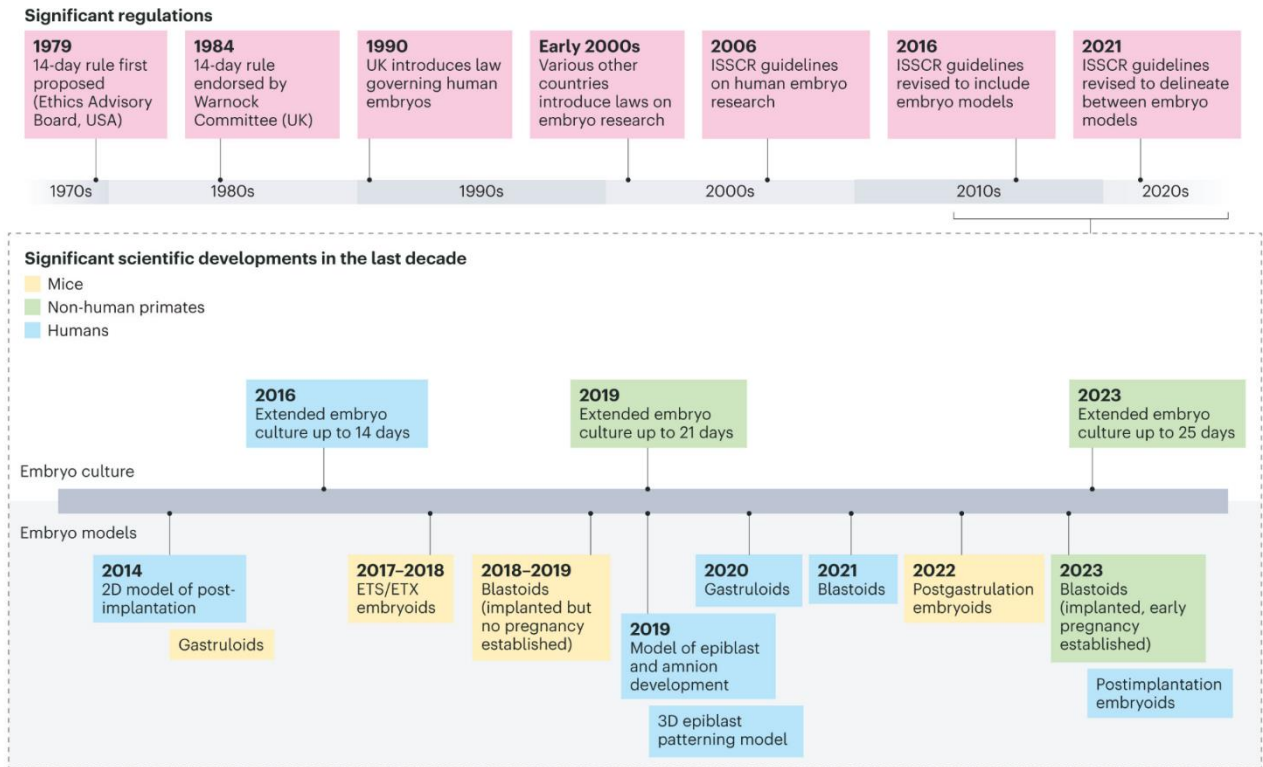 Significant regulations
1979
14-day rule first
proposed
(Ethics Advisory
Board, USA)
1984
14-day rule
endorsed by
Warnock
Committee (UK)
1990
UK introduces law
governing human
embryos
Early 2000s
Various other
countries
introduce laws on
embryo research
2006
ISSCR guidelines
on human embryo
research
2016
ISSCR guidelines
revised to include
embryo models
2021
ISSCR guidelines
revised to delineate
between embryo
models
1970s
1980s
1990s
2000s
2010s
2020s
Significant scientific developments in the last decade
Mice
Non-human primates
Humans
2016
Extended embryo
culture up to 14 days
2019
Extended embryo
culture up to 21 days
2023
Extended embryo
culture up to 25 days
Embryo culture
Embryo models
2014
2D model of post-
implantation
Gastruloids
2017–2018
ETS/ETX
embryoids
2018–2019
Blastoids
(implanted but
no pregnancy
established)
2019
Model of epiblast
and amnion
development
3D epiblast
patterning model
2020
Gastruloids
2021
Blastoids
2022
Postgastrulation
embryoids
2023
Blastoids
(implanted, early
pregnancy
established)
Postimplantation
embryoids